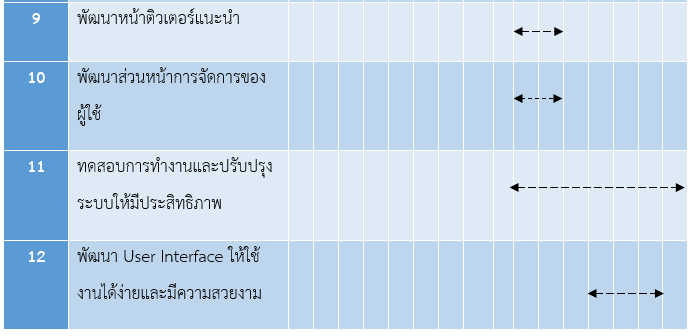 9 พัฒนาหน้าติวเตอร์แนะนำ
10 พัฒนาส่วนหน้าการจัดการของ
ผู้ใช้
11 ทดสอบการทำงานและปรับปรุง
ระบบให้มีประสิทธิภาพ
12 พัฒนา User Interface ให้ใช้
งานได้ง่ายและมีความสวยงาม